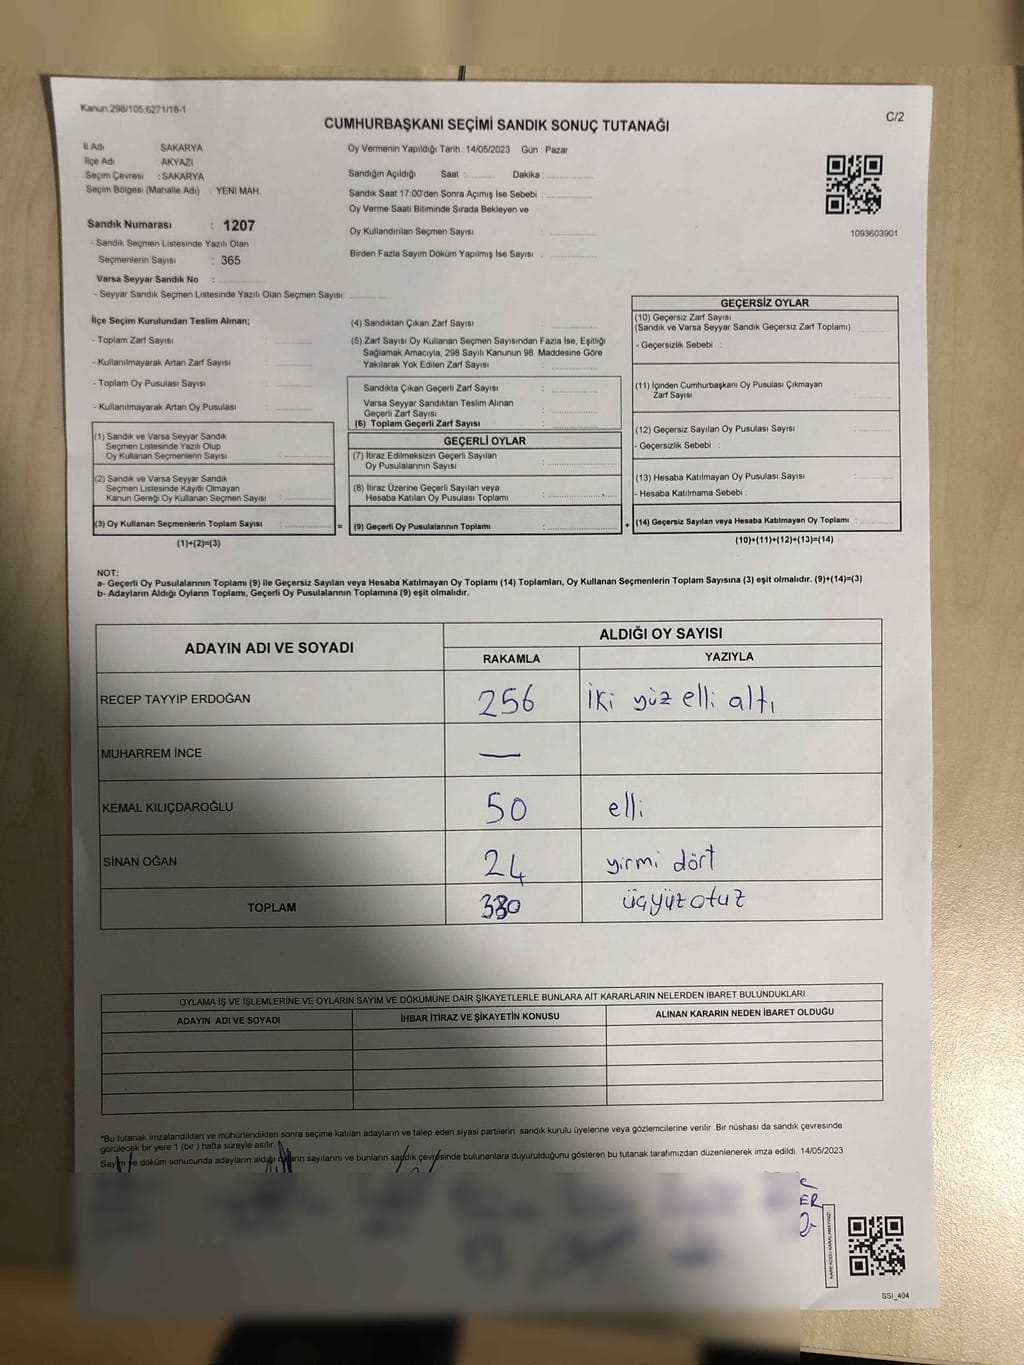 Kanun:298/105;6271/18-1
C/2
CUMHURBAŞKANI SEÇİMİ SANDIK SONUÇ TUTANAĞI
İl Adı SAKARYA
İlçe Adı AKYAZI
Seçim Çevresi : SAKARYA
Seçim Bölgesi (Mahalle Adı) : YENİ MAH.
Sandık Numarası : 1207
- Sandık Seçmen Listesinde Yazılı Olan
Seçmenlerin Sayısı : 365
Varsa Seyyar Sandık No :
- Seyyar Sandık Seçmen Listesinde Yazılı Olan Seçmen Sayısı:
Oy Vermenin Yapıldığı Tarih :14/05/2023 Gün : Pazar
Sandığın Açıldığı Saat : Dakika :
Sandık Saat 17:00'den Sonra Açımış İse Sebebi :
Oy Verme Saati Bitiminde Sırada Bekleyen ve
Oy Kullandırılan Seçmen Sayısı :
Birden Fazla Sayım Döküm Yapılmış İse Sayısı :
1093603901
İlçe Seçim Kurulundan Teslim Alınan;
- Toplam Zarf Sayısı :
- Kullanılmayarak Artan Zarf Sayısı :
- Toplam Oy Pusulası Sayısı :
- Kullanılmayarak Artan Oy Pusulası :
(1) Sandık ve Varsa Seyyar Sandık
Seçmen Listesinde Yazılı Olup
Oy Kullanan Seçmenlerin Sayısı :
(2) Sandık ve Varsa Seyyar Sandık
Seçmen Listesinde Kayıtlı Olmayan
Kanun Gereği Oy Kullanan Seçmen Sayısı :
(3) Oy Kullanan Seçmenlerin Toplam Sayısı : =
(1)+(2)=(3)
(4) Sandıktan Çıkan Zarf Sayısı :
(5) Zarf Sayısı Oy Kullanan Seçmen Sayısından Fazla İse, Eşitliği
Sağlamak Amacıyla, 298 Sayılı Kanunun 98. Maddesine Göre
Yakılarak Yok Edilen Zarf Sayısı :
Sandıkta Çıkan Geçerli Zarf Sayısı :
Varsa Seyyar Sandıktan Teslim Alınan
Geçerli Zarf Sayısı :
(6) Toplam Geçerli Zarf Sayısı :
GEÇERLİ OYLAR
(7) İtiraz Edilmeksizin Geçerli Sayılan
Oy Pusulalarının Sayısı :
(8) İtiraz Üzerine Geçerli Sayılan veya
Hesaba Katılan Oy Pusulası Toplamı :
(9) Geçerli Oy Pusulalarının Toplamı : +
GEÇERSİZ OYLAR
(10) Geçersiz Zarf Sayısı
(Sandık ve Varsa Seyyar Sandık Geçersiz Zarf Toplamı) :
- Geçersizlik Sebebi :
(11) İçinden Cumhurbaşkanı Oy Pusulası Çıkmayan
Zarf Sayısı :
(12) Geçersiz Sayılan Oy Pusulası Sayısı :
- Geçersizlik Sebebi :
(13) Hesaba Katılmayan Oy Pusulası Sayısı :
- Hesaba Katılmama Sebebi :
(14) Geçersiz Sayılan veya Hesaba Katılmayan Oy Toplamı :
(10)+(11)+(12)+(13)=(14)
NOT:
a- Geçerli Oy Pusulalarının Toplamı (9) ile Geçersiz Sayılan veya Hesaba Katılmayan Oy Toplamı (14) Toplamları, Oy Kullanan Seçmenlerin Toplam Sayısına (3) eşit olmalıdır. (9)+(14)=(3)
b- Adayların Aldığı Oyların Toplamı, Geçerli Oy Pusulalarının Toplamına (9) eşit olmalıdır.
ADAYIN ADI VE SOYADI ALDIĞI OY SAYISI
RAKAMLA YAZIYLA
RECEP TAYYİP ERDOĞAN 256 iki yüz elli altı
MUHARREM İNCE —
KEMAL KILIÇDAROĞLU 50 elli
SİNAN OĞAN 24 yirmi dört
TOPLAM 330 üçyüz otuz
OYLAMA İŞ VE İŞLEMLERİNE VE OYLARIN SAYIM VE DÖKÜMÜNE DAİR ŞİKAYETLERLE BUNLARA AİT KARARLARIN NELERDEN İBARET BULUNDUKLARI
ADAYIN ADI VE SOYADI İHBAR İTİRAZ VE ŞİKAYETİN KONUSU ALINAN KARARIN NEDEN İBARET OLDUĞU
*Bu tutanak imzalandıktan ve mühürlendikten sonra seçime katılan adayların ve talep eden siyasi partilerin sandık kurulu üyelerine veya gözlemcilerine verilir .Bir nüshası da sandık çevresinde
görülecek bir yere 1 (bir ) hafta süreyle asılır.
Sayım ve döküm sonucunda adayların aldığı oyların sayılarını ve bunların sandık çevresinde bulunanlara duyurulduğunu gösteren bu tutanak tarafımızdan düzenlenerek imza edildi. 14/05/2023
ER
KARE KODU KARALAMAYINIZ!
SSI_404